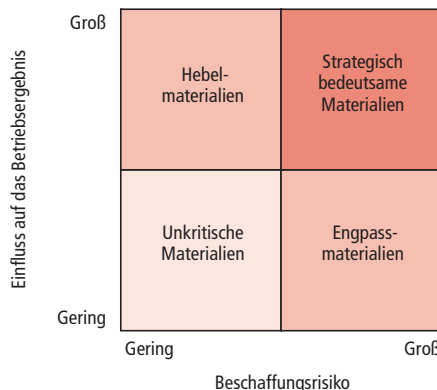 Groß
Hebel-
materialien
Strategisch
bedeutsame
Materialien
Einfluss auf das Betriebsergebnis
Unkritische
Materialien
Engpass-
materialien
Gering
Gering
Groß
Beschaffungsrisiko